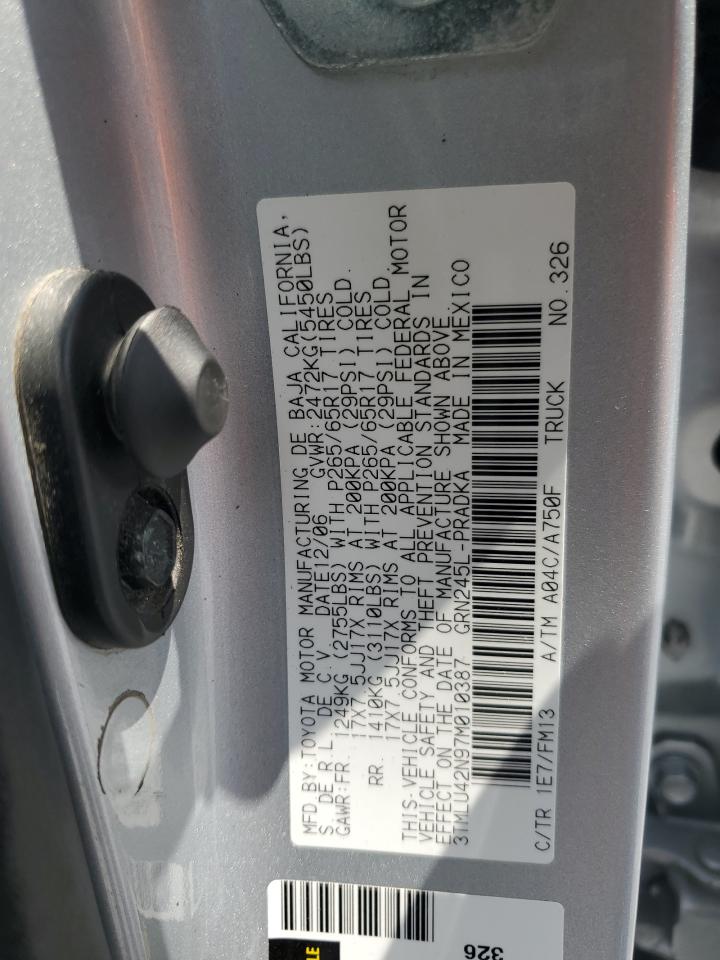 MFD BY:TOYOTA MOTOR MANUFACTURING DE BAJA CALIFORNIA,
S DE R.L. DE C.V DATE12/06 GVWR:2472KG(5450LBS)
GAWR:FR. 1249KG (2755LBS) WITH P265/65R17 TIRES
17X7.5JJ17X RIMS AT 200KPA (29PSI) COLD.
RR. 1410KG (3110LBS) WITH P265/65R17 TIRES
17X7.5JJ17X RIMS AT 200KPA (29PSI) COLD.
THIS VEHICLE CONFORMS TO ALL APPLICABLE FEDERAL MOTOR
VEHICLE SAFETY AND THEFT PREVENTION STANDARDS IN
EFFECT ON THE DATE OF MANUFACTURE SHOWN ABOVE.
3TMLU42N97M010387 GRN245L-PRADKA MADE IN MEXICO
C/TR 1E7/FM13 A/TM A04C/A750F TRUCK NO.326
326